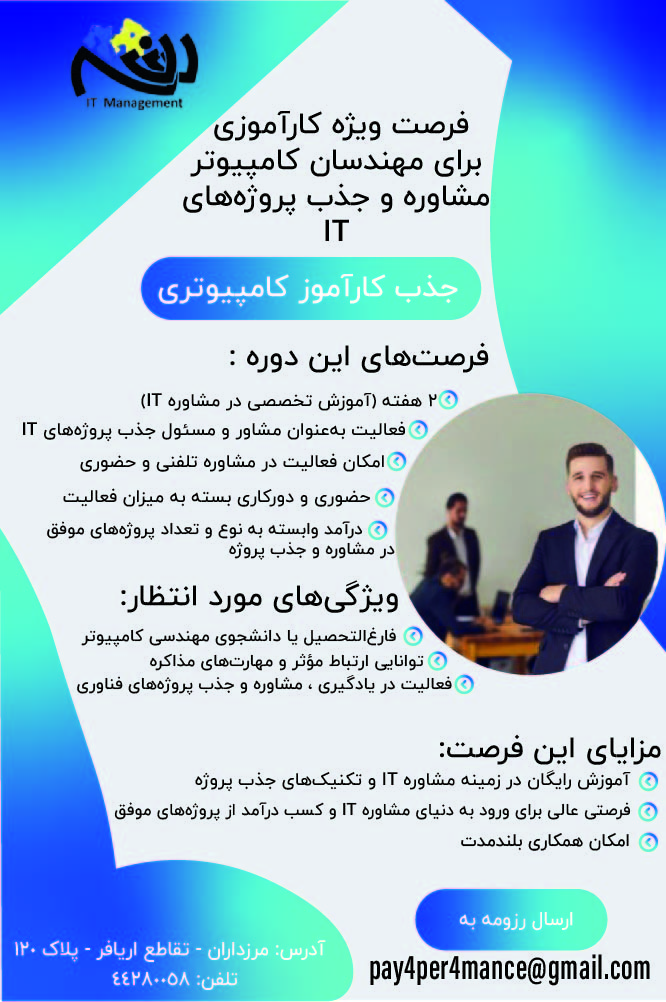 IT Management
فرصت ویژه کارآموزی
برای مهندسان کامپیوتر
مشاوره و جذب پروژه‌های
IT
جذب کارآموز کامپیوتری
فرصت‌های این دوره :
۲ هفته (آموزش تخصصی در مشاوره IT)
فعالیت به‌عنوان مشاور و مسئول جذب پروژه‌های IT
امکان فعالیت در مشاوره تلفنی و حضوری
حضوری و دورکاری بسته به میزان فعالیت
درآمد وابسته به نوع و تعداد پروژه‌های موفق
در مشاوره و جذب پروژه
ویژگی‌های مورد انتظار:
فارغ‌التحصیل یا دانشجوی مهندسی کامپیوتر
توانایی ارتباط مؤثر و مهارت‌های مذاکره
فعالیت در یادگیری ، مشاوره و جذب پروژه‌های فناوری
مزایای این فرصت:
آموزش رایگان در زمینه مشاوره IT و تکنیک‌های جذب پروژه
فرصتی عالی برای ورود به دنیای مشاوره IT و کسب درآمد از پروژه‌های موفق
امکان همکاری بلندمدت
ارسال رزومه به
pay4per4mance@gmail.com
آدرس: مرزداران - تقاطع اریافر - پلاک ۱۲۰
تلفن: ۴۴۲۸۰۰۵۸